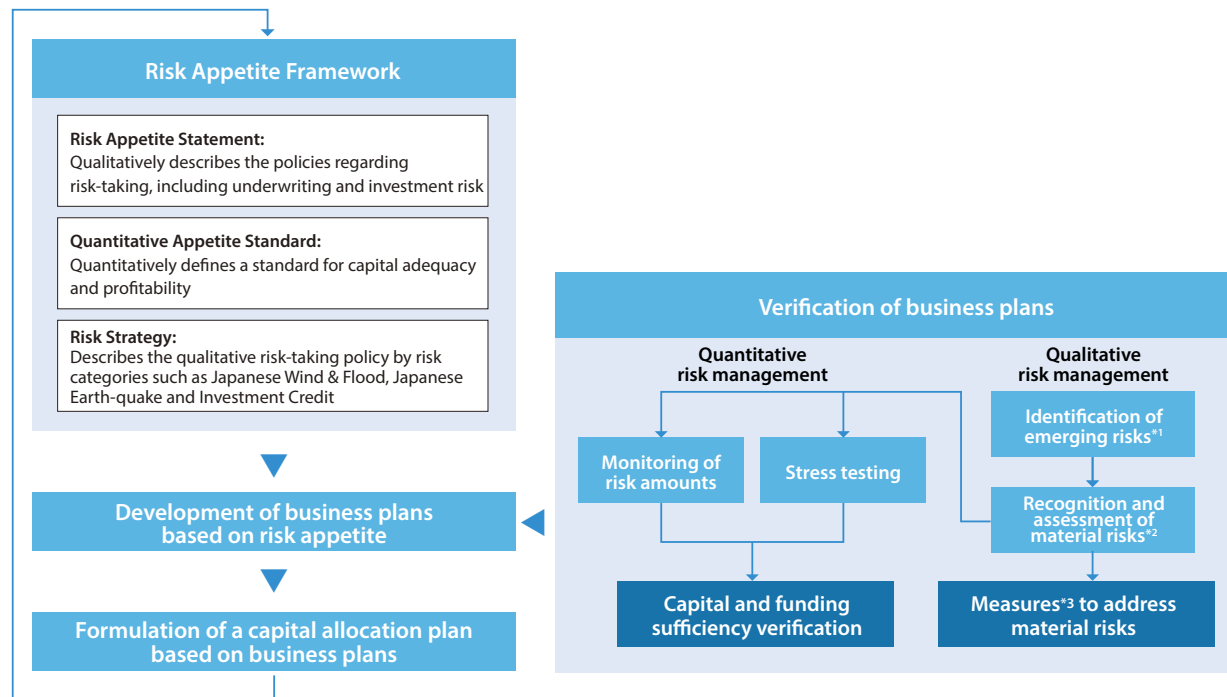 Risk Appetite Framework
Risk Appetite Statement:
Qualitatively describes the policies regarding
risk-taking, including underwriting and investment risk
Quantitative Appetite Standard:
Quantitatively defines a standard for capital adequacy
and profitability
Risk Strategy:
Describes the qualitative risk-taking policy by risk
categories such as Japanese Wind & Flood, Japanese
Earth-quake and Investment Credit
Development of business plans
based on risk appetite
Formulation of a capital allocation plan
based on business plans
Verification of business plans
Quantitative
risk management
Monitoring of
risk amounts
Stress testing
Capital and funding
sufficiency verification
Qualitative
risk management
Identification of
emerging risks*1
Recognition and
assessment of
material risks*2
Measures*3 to address
material risks